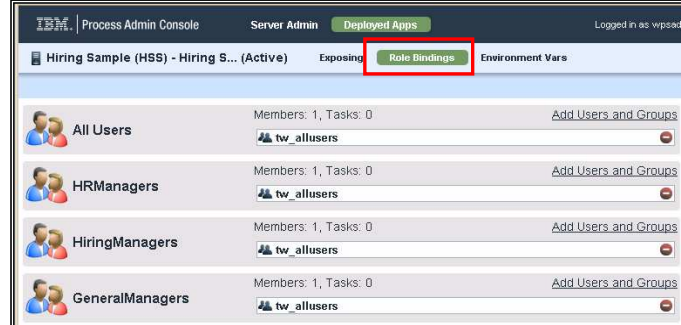 IBM. Process Admin Console Server Admin Deployed Apps Logged in as wpsad
Hiring Sample (HSS) - Hiring S... (Active) Exposing Role Bindings Environment Vars
All Users
Members: 1, Tasks: 0 Add Users and Groups
tw_allusers
HRManagers
Members: 1, Tasks: 0 Add Users and Groups
tw_allusers
HiringManagers
Members: 1, Tasks: 0 Add Users and Groups
tw_allusers
GeneralManagers
Members: 1, Tasks: 0 Add Users and Groups
tw_allusers